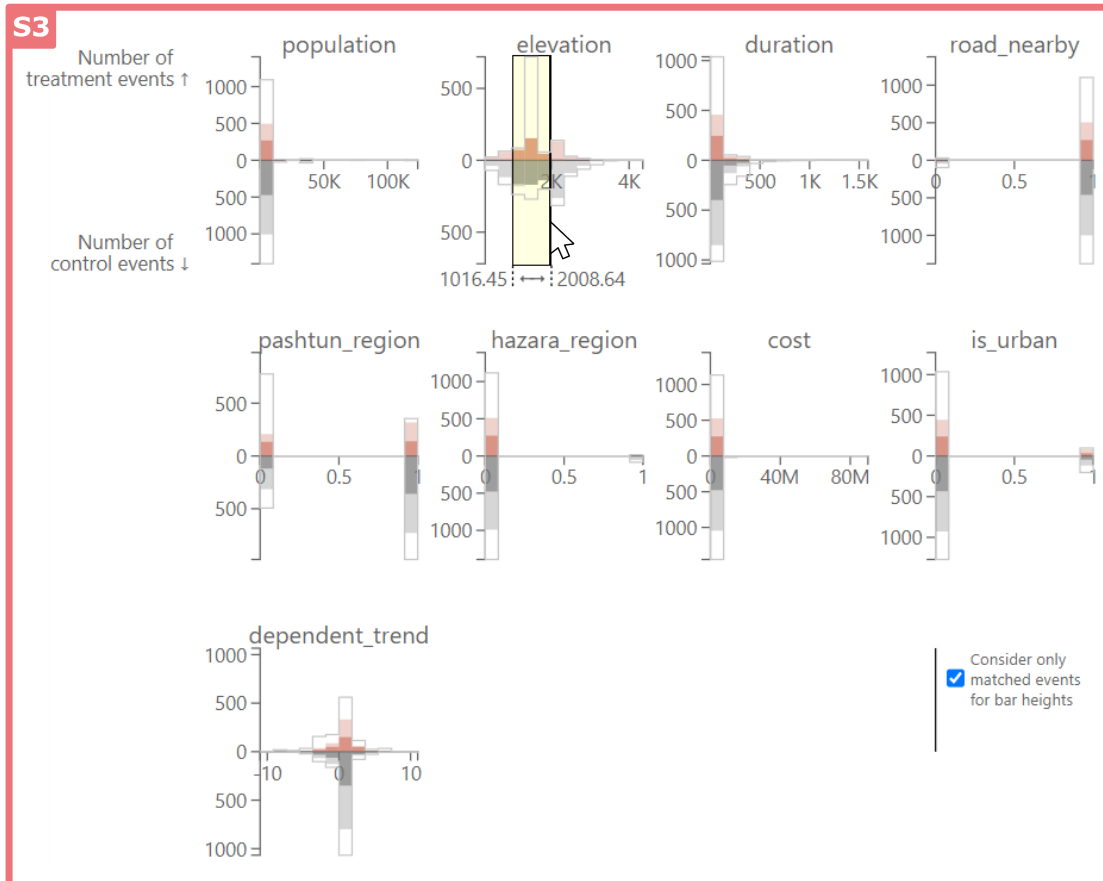 S3
Number of
treatment events ↑
Number of
control events ↓
population
1000
500
0
500
1000
50K
100K
elevation
500
0
500
2K
4K
1016.45
2008.64
duration
1000
500
0
500
1000
500
1K
1.5K
road_nearby
1000
500
0
500
1000
0
0.5
1
pashtun_region
500
0
500
0
0.5
1
hazara_region
1000
500
0
500
1000
0
0.5
1
cost
1000
500
0
500
1000
0
40M
80M
is_urban
1000
500
0
500
1000
0
0.5
1
dependent_trend
1000
500
0
500
1000
-10
0
10
Consider only
matched events
for bar heights